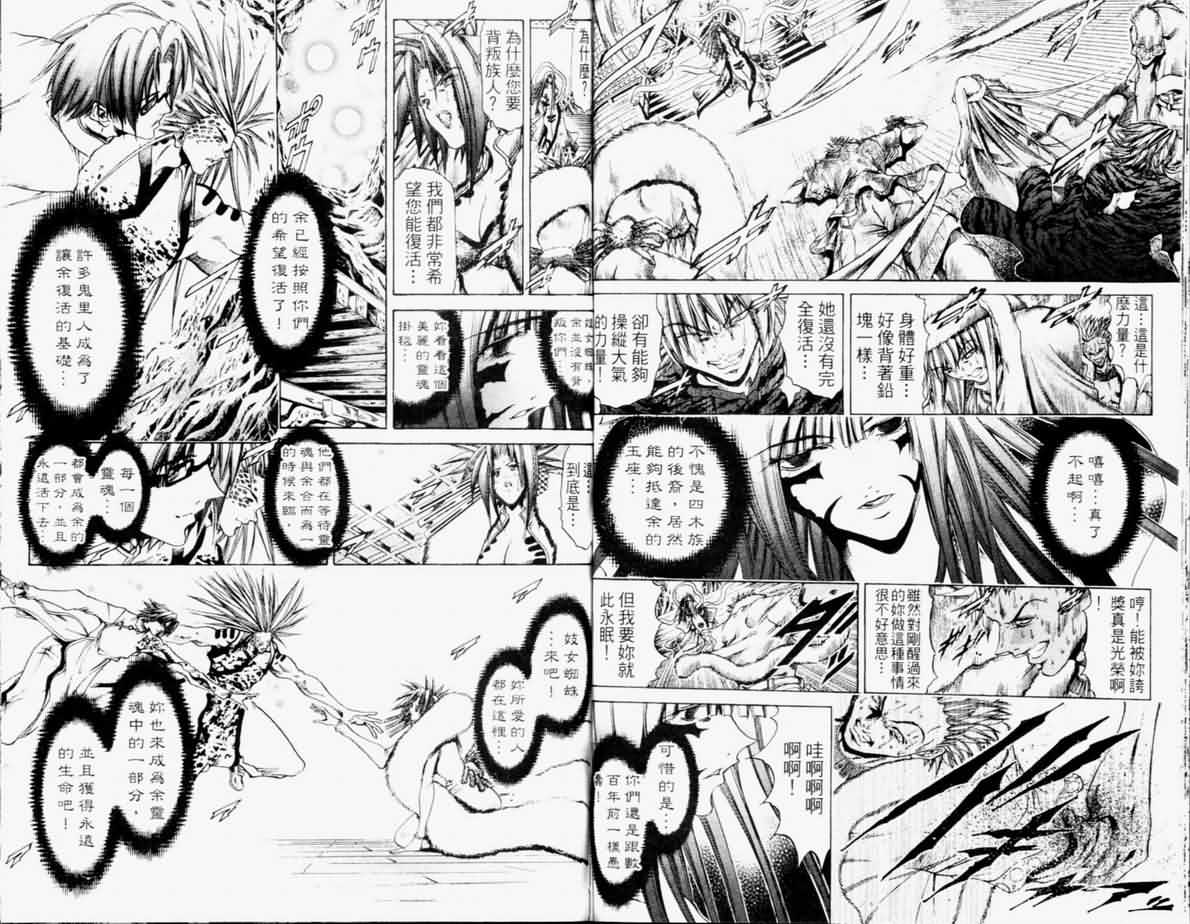 這…這是什
麼力量？
身體好重…
好像背著鉛
塊一樣…
她還沒有完
全復活…
卻有能夠
操縱大氣
的力量！
嘻嘻…真了
不起啊…
不愧是四木族
的後裔，居然
能夠抵達余的
玉座…
哼！能被妳誇
獎真是光榮啊
！
雖然對剛醒過來
的妳做這種事情
很不好意思…
但我要妳就
此永眠！
哇啊啊啊
啊啊！
可惜的是…
你們還是跟數
百年前一樣愚
為什麼？
為什麼您要
背叛族人？
我們都非常希
望您能復活…
余並沒有背
叛你們
妳看看這個
美麗的靈魂
掛毯…
余已經按照你們
的希望復活了！
許多鬼里人成為了
讓余復活的基礎…
這…
到底是…
他們都在等待靈
魂與余合而為一
的時候來臨，
每一個
靈魂…
都會成為余的
一部分，並且
永遠活下去…
妓女蜘蛛
…來吧！
妳所愛的人
都在這裡…
妳也來成為余靈
魂中的一部分，
並且獲得永遠
的生命吧！